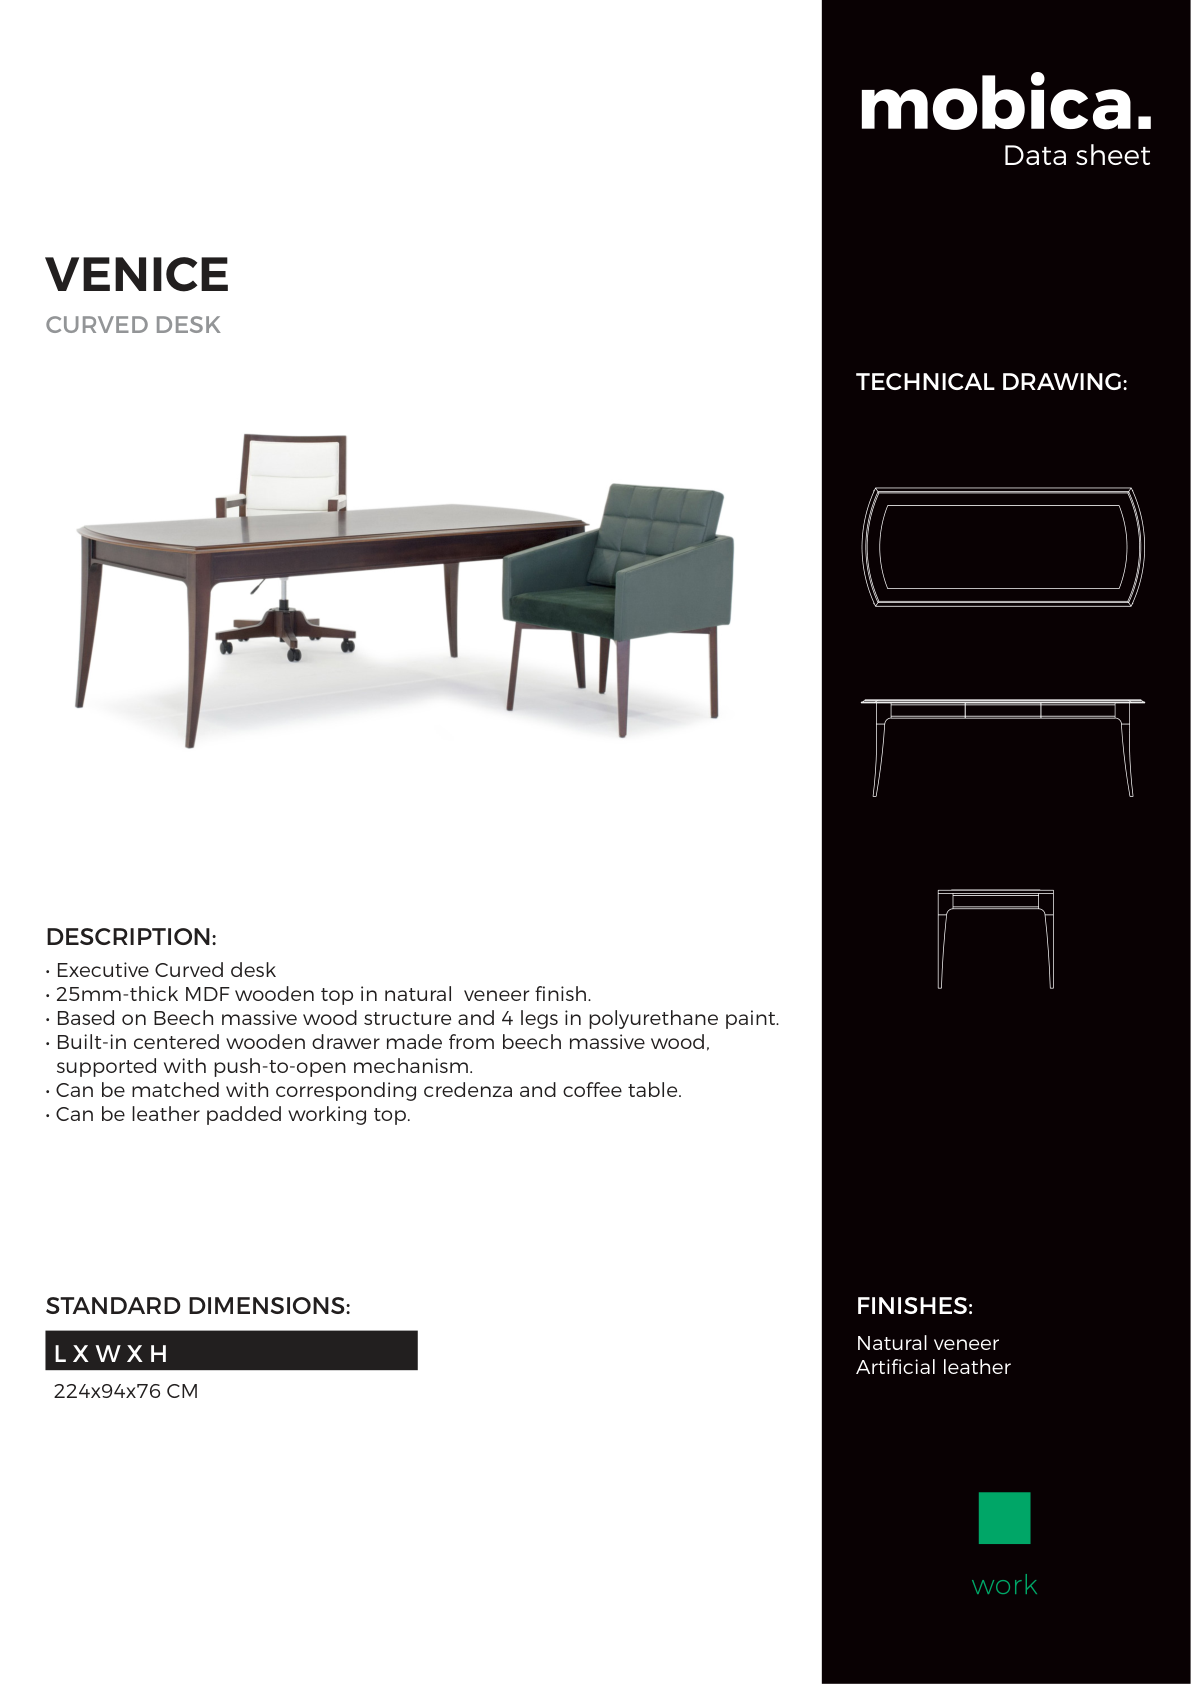 mobica.
Data sheet
VENICE
CURVED DESK
TECHNICAL DRAWING:
DESCRIPTION:
• Executive Curved desk
• 25mm-thick MDF wooden top in natural  veneer finish.
• Based on Beech massive wood structure and 4 legs in polyurethane paint.
• Built-in centered wooden drawer made from beech massive wood,
supported with push-to-open mechanism.
• Can be matched with corresponding credenza and coffee table.
• Can be leather padded working top.
STANDARD DIMENSIONS:
L X W X H
224x94x76 CM
FINISHES:
Natural veneer
Artificial leather
work